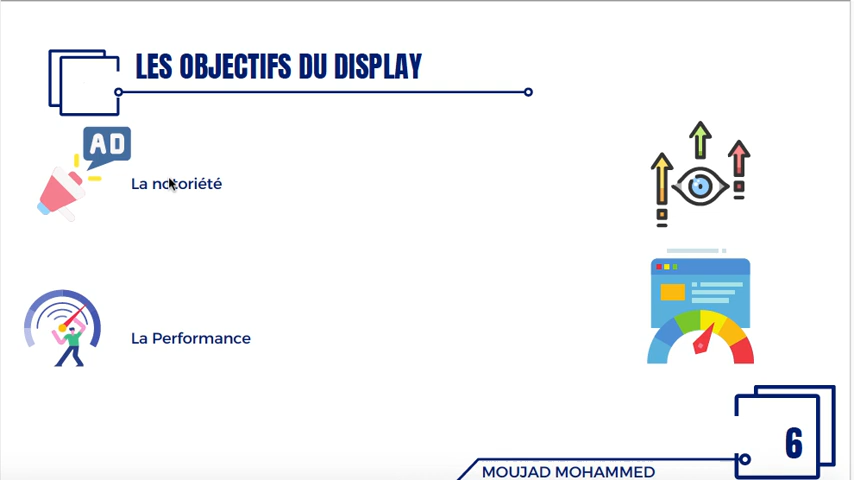 LES OBJECTIFS DU DISPLAY
AD
La notoriété
La Performance
6
MOUJAD MOHAMMED